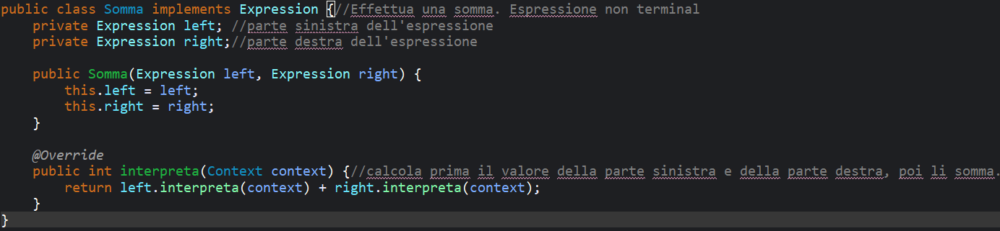 public class Somma implements Expression {//Effettua una somma. Espressione non terminal
    private Expression left; //parte sinistra dell'espressione
    private Expression right;//parte destra dell'espressione

    public Somma(Expression left, Expression right) {
        this.left = left;
        this.right = right;
    }

    @Override
    public int interpreta(Context context) {//calcola prima il valore della parte sinistra e della parte destra, poi li somma.
        return left.interpreta(context) + right.interpreta(context);
    }
}